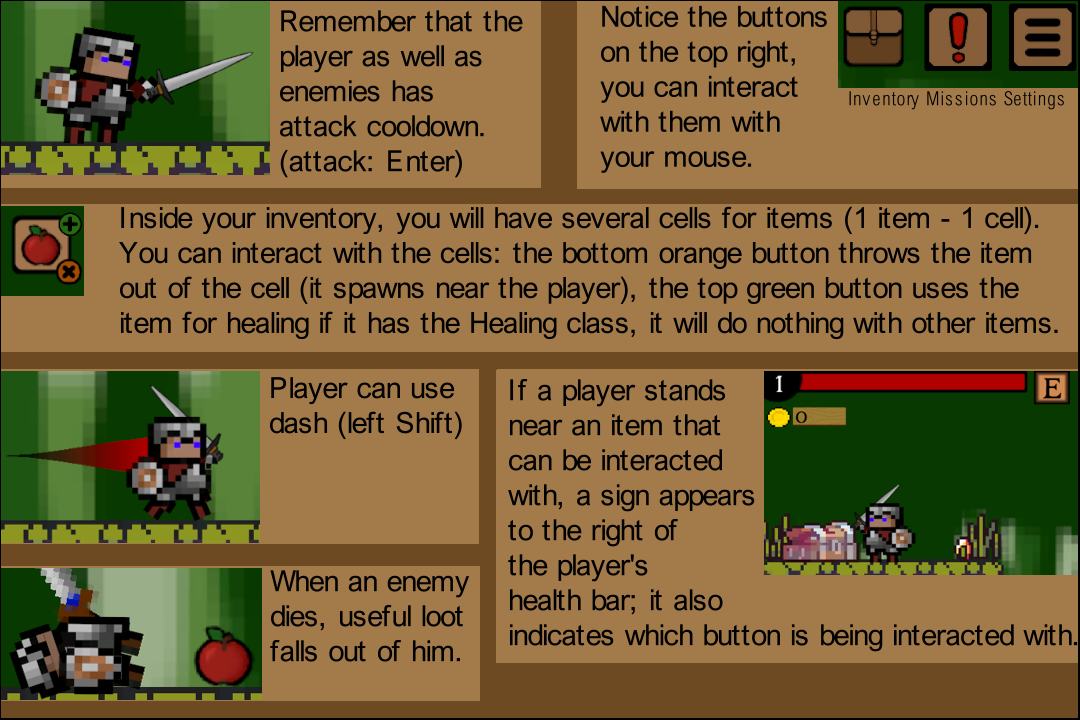 Remember that the
player as well as
enemies has
attack cooldown.
(attack: Enter)
Notice the buttons
on the top right,
you can interact
with them with
your mouse.
Inventory Missions Settings
Inside your inventory, you will have several cells for items (1 item - 1 cell).
You can interact with the cells: the bottom orange button throws the item
out of the cell (it spawns near the player), the top green button uses the
item for healing if it has the Healing class, it will do nothing with other items.
Player can use
dash (left Shift)
When an enemy
dies, useful loot
falls out of him.
If a player stands
near an item that
can be interacted
with, a sign appears
to the right of
the player's
health bar; it also
indicates which button is being interacted with.
1
E
0